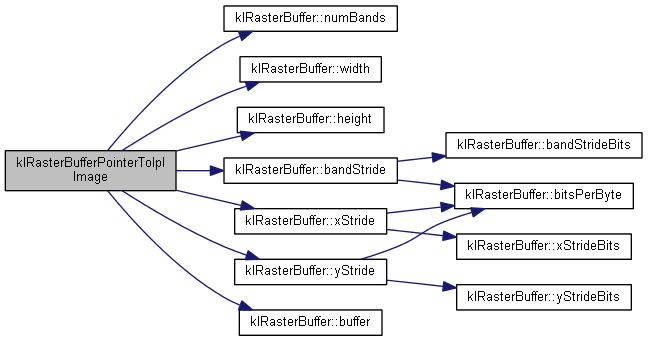 klRasterBuffer::numBands
klRasterBuffer::width
klRasterBuffer::height
klRasterBufferPointerToIpl
Image
klRasterBuffer::bandStride
klRasterBuffer::xStride
klRasterBuffer::yStride
klRasterBuffer::buffer
klRasterBuffer::bandStrideBits
klRasterBuffer::bitsPerByte
klRasterBuffer::xStrideBits
klRasterBuffer::yStrideBits